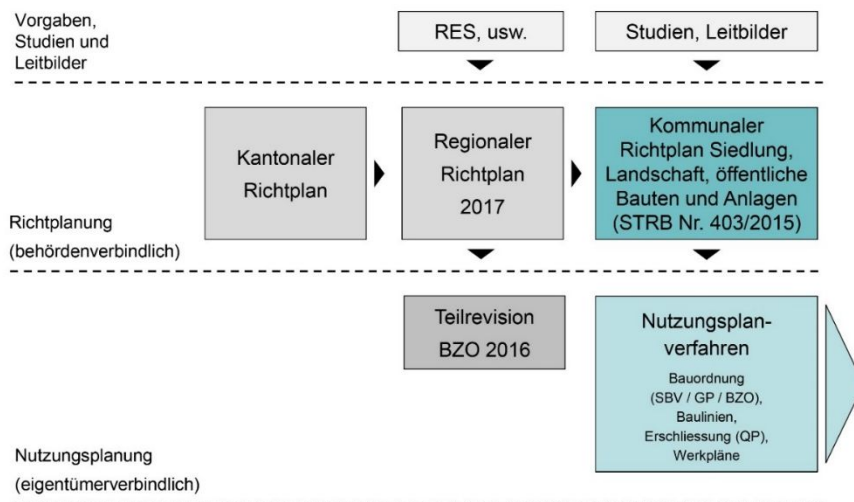 Vorgaben,
Studien und
Leitbilder
RES, usw.
Studien, Leitbilder
Kantonaler
Richtplan
Regionaler
Richtplan
2017
Kommunaler
Richtplan Siedlung,
Landschaft, öffentliche
Bauten und Anlagen
(STRB Nr. 403/2015)
Richtplanung
(behördenverbindlich)
Teilrevision
BZO 2016
Nutzungsplan-
verfahren
Bauordnung
(SBV / GP / BZO),
Baulinien,
Erschliessung (QP),
Werkpläne
Nutzungsplanung
(eigentümerverbindlich)